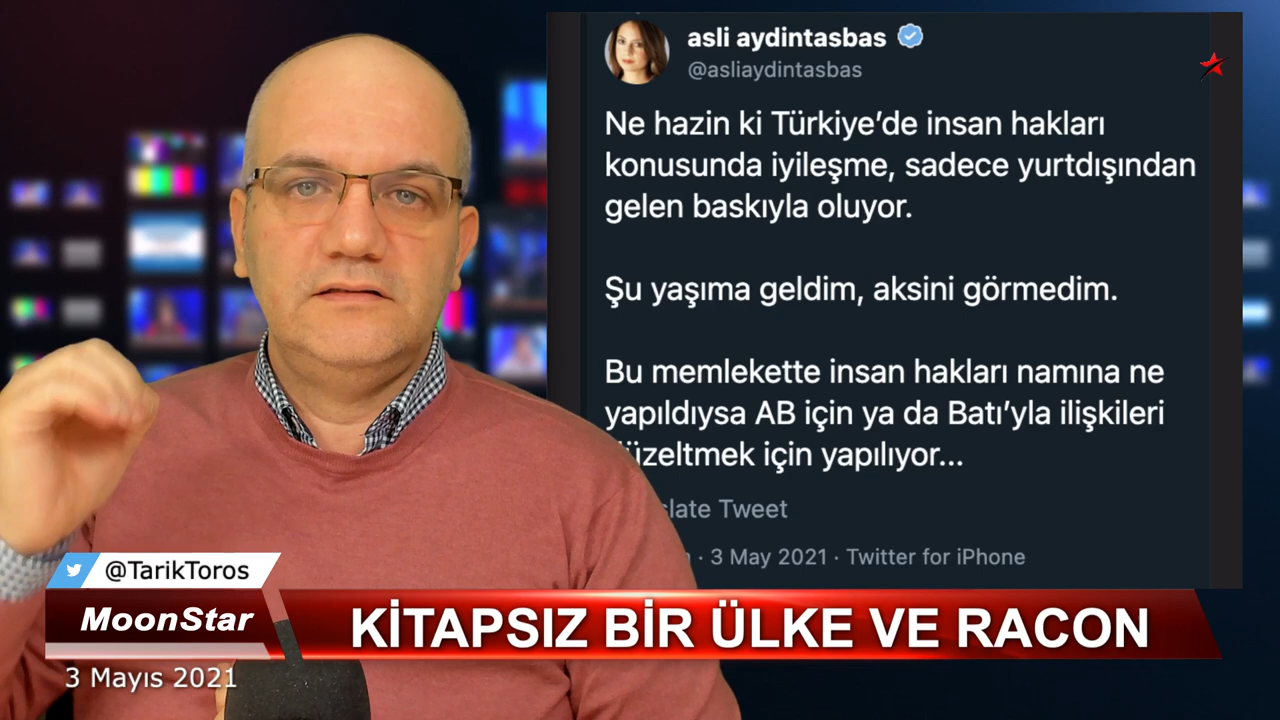 asli aydintasbas
@asliaydintasbas
Ne hazin ki Türkiye’de insan hakları
konusunda iyileşme, sadece yurtdışından
gelen baskıyla oluyor.
Şu yaşıma geldim, aksini görmedim.
Bu memlekette insan hakları namına ne
yapıldıysa AB için ya da Batı’yla ilişkileri
için yapılıyor...
Tweet
· 3 May 2021 · Twitter for iPhone
@TarikToros
MoonStar
KİTAPSIZ BİR ÜLKE VE RACON
3 Mayıs 2021